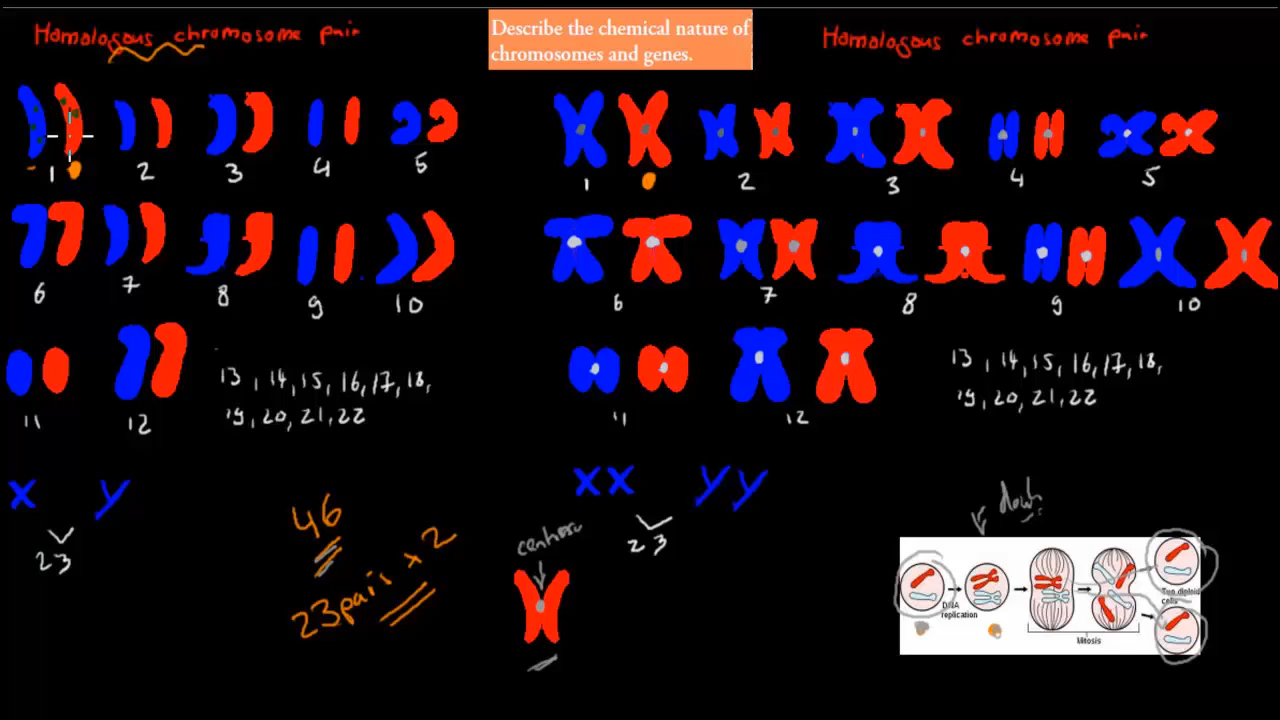 Homologous chromosome pair
Describe the chemical nature of
chromosomes and genes.
Homologous chromosome pair
1 2 3 4 5
6 7 8 9 10
11 12
13, 14, 15, 16, 17, 18,
19, 20, 21, 22
x y
23
46
23 pair x 2
1 2 3 4 5
6 7 8 9 10
11 12
13, 14, 15, 16, 17, 18,
19, 20, 21, 22
xx yy
23
DNA
replication
Mitosis
Two diploid
cells